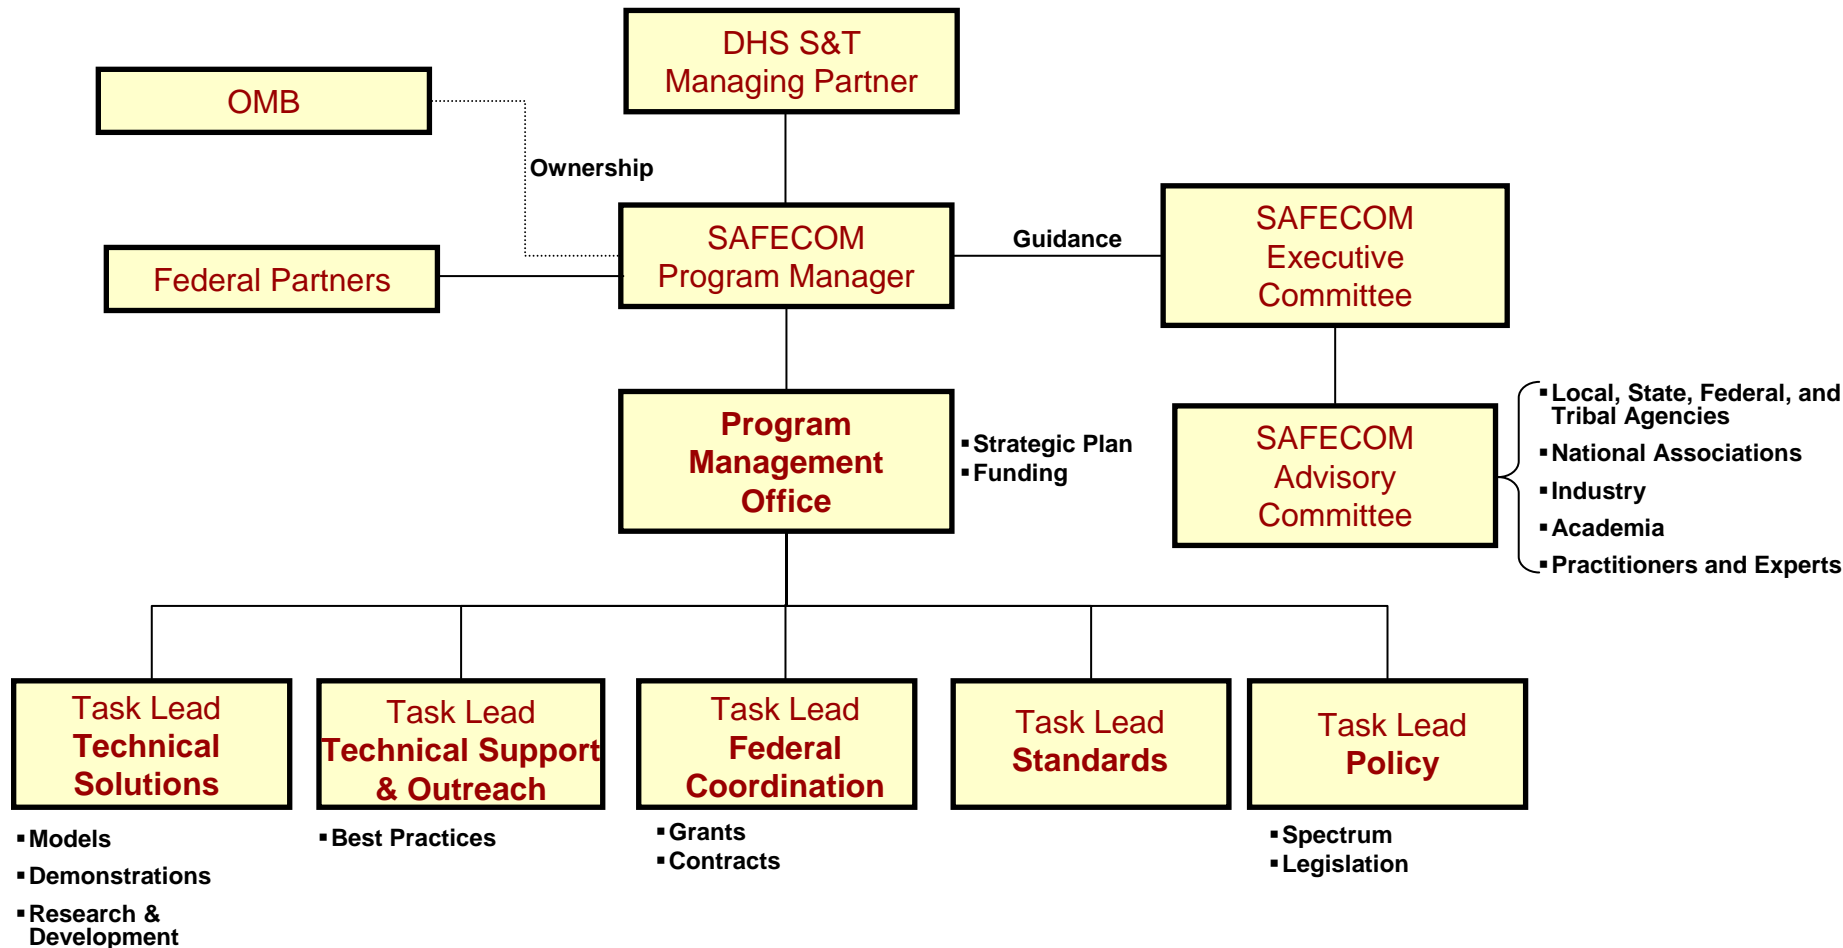 DHS S&T
Managing Partner
OMB
Ownership
SAFECOM
Program Manager
Guidance
SAFECOM
Executive
Committee
Federal Partners
Program
Management
Office
▪Strategic Plan
▪Funding
SAFECOM
Advisory
Committee
▪Local, State, Federal, and
Tribal Agencies
▪National Associations
▪Industry
▪Academia
▪Practitioners and Experts
Task Lead
Technical
Solutions
▪Models
▪Demonstrations
▪Research &
Development
Task Lead
Technical Support
& Outreach
▪Best Practices
Task Lead
Federal
Coordination
▪Grants
▪Contracts
Task Lead
Standards
Task Lead
Policy
▪Spectrum
▪Legislation